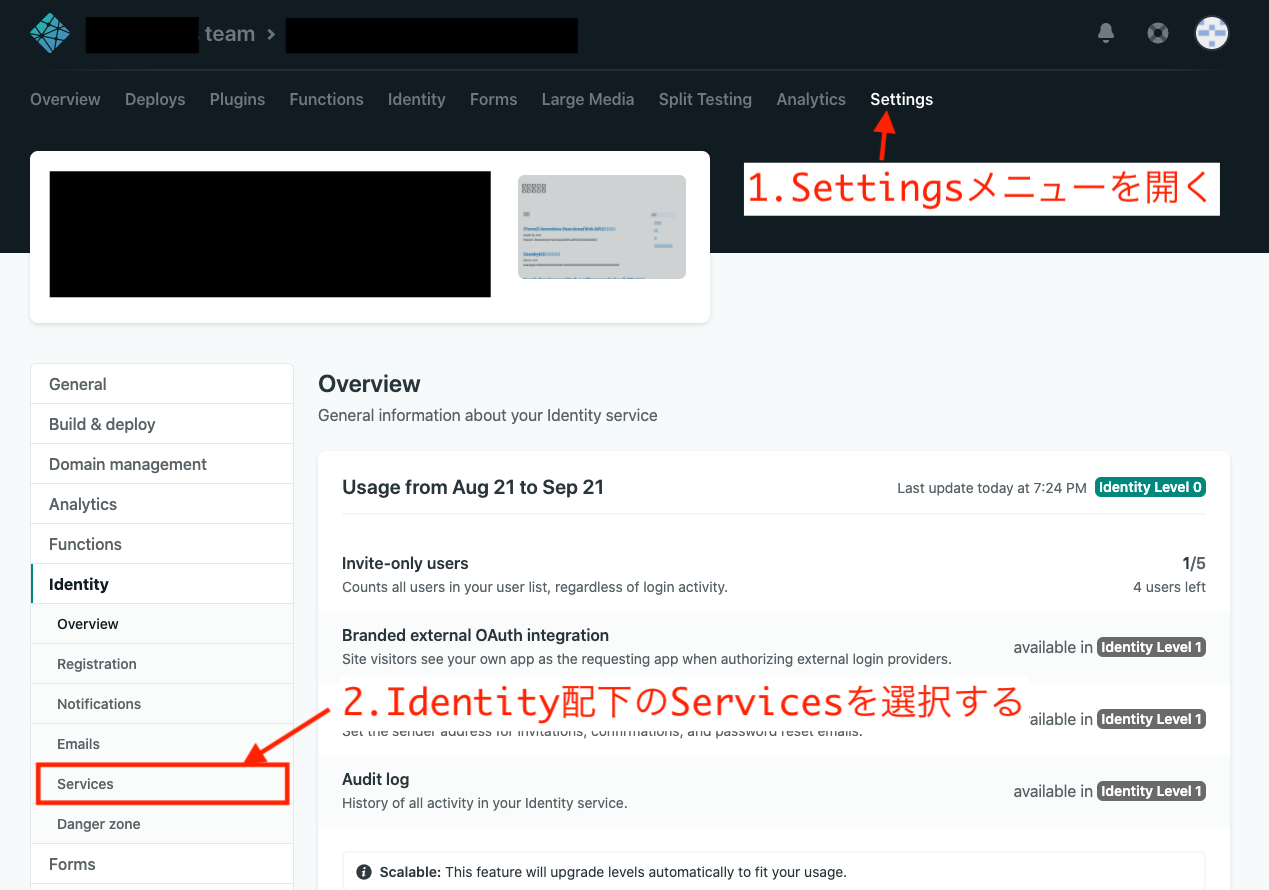 team >
Overview Deploys Plugins Functions Identity Forms Large Media Split Testing Analytics Settings
1.Settingsメニューを開く
General
Build & deploy
Domain management
Analytics
Functions
Identity
Overview
Registration
Notifications
Emails
Services
Danger zone
Forms
Overview
General information about your Identity service
Usage from Aug 21 to Sep 21
Last update today at 7:24 PM Identity Level 0
Invite-only users
1/5
Counts all users in your user list, regardless of login activity.
4 users left
Branded external OAuth integration
available in Identity Level 1
Site visitors see your own app as the requesting app when authorizing external login providers.
2.Identity配下のServicesを選択する
ailable in Identity Level 1
Set the sender address for invitations, confirmations, and password reset emails.
Audit log
available in Identity Level 1
History of all activity in your Identity service.
Scalable: This feature will upgrade levels automatically to fit your usage.